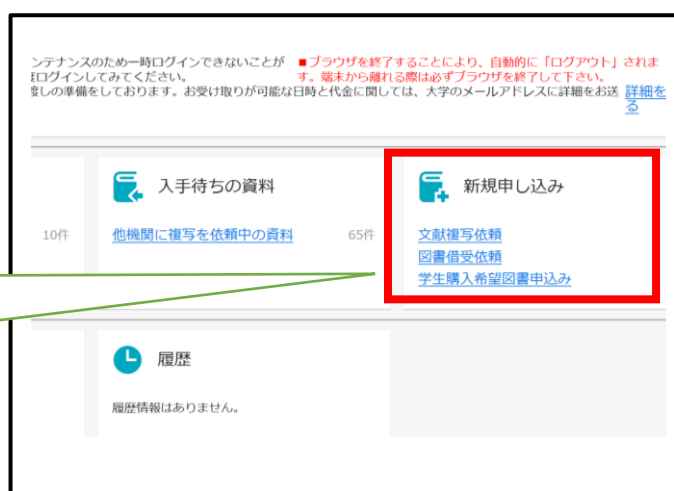 ンテナンスのため一時ログインできないことが
■ブラウザを終了することにより、自動的に「ログアウト」されま
度ログインしてみてください。
す。端末から離れる際は必ずブラウザを終了して下さい。
渡しの準備をしております。お受け取りが可能な日時と代金に関しては、大学のメールアドレスに詳細をお送
詳細を
る
入手待ちの資料
新規申し込み
10件
他機関に複写を依頼中の資料
65件
文献複写依頼
図書借受依頼
学生購入希望図書申込み
履歴
履歴情報はありません。